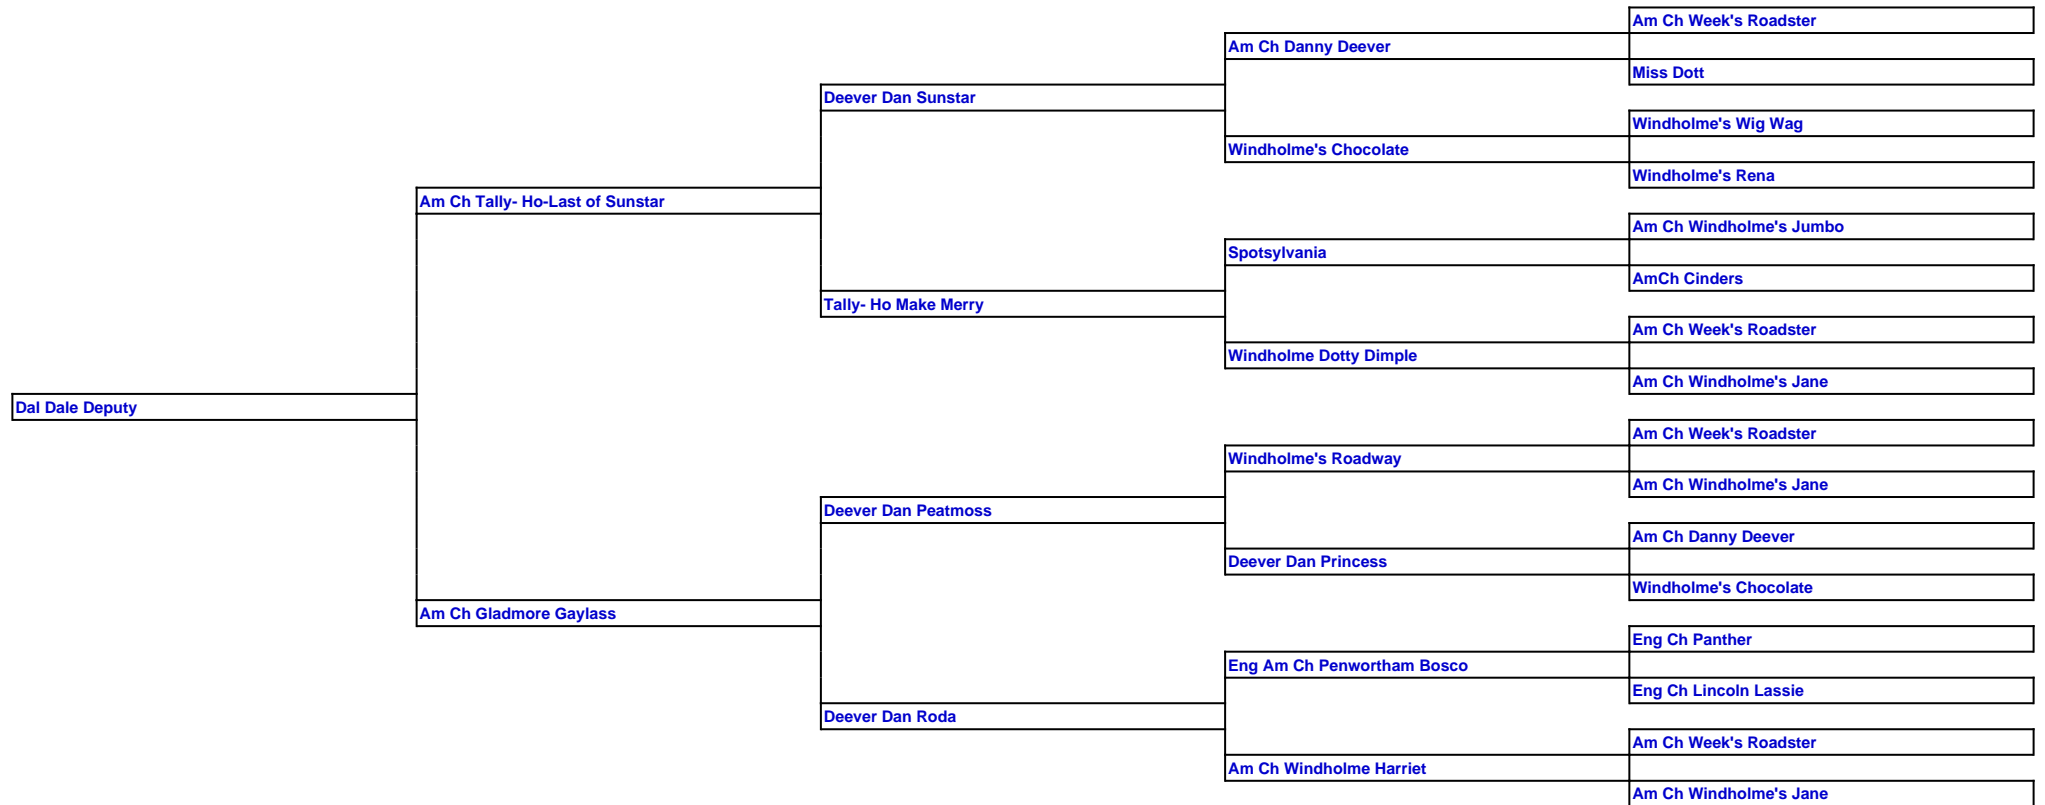 Am Ch Week's Roadster
Am Ch Danny Deever
Miss Dott
Deever Dan Sunstar
Windholme's Wig Wag
Windholme's Chocolate
Windholme's Rena
Am Ch Tally- Ho-Last of Sunstar
Am Ch Windholme's Jumbo
Spotsylvania
AmCh Cinders
Tally- Ho Make Merry
Am Ch Week's Roadster
Windholme Dotty Dimple
Am Ch Windholme's Jane
Dal Dale Deputy
Am Ch Week's Roadster
Windholme's Roadway
Am Ch Windholme's Jane
Deever Dan Peatmoss
Am Ch Danny Deever
Deever Dan Princess
Windholme's Chocolate
Am Ch Gladmore Gaylass
Eng Ch Panther
Eng Am Ch Penwortham Bosco
Eng Ch Lincoln Lassie
Deever Dan Roda
Am Ch Week's Roadster
Am Ch Windholme Harriet
Am Ch Windholme's Jane